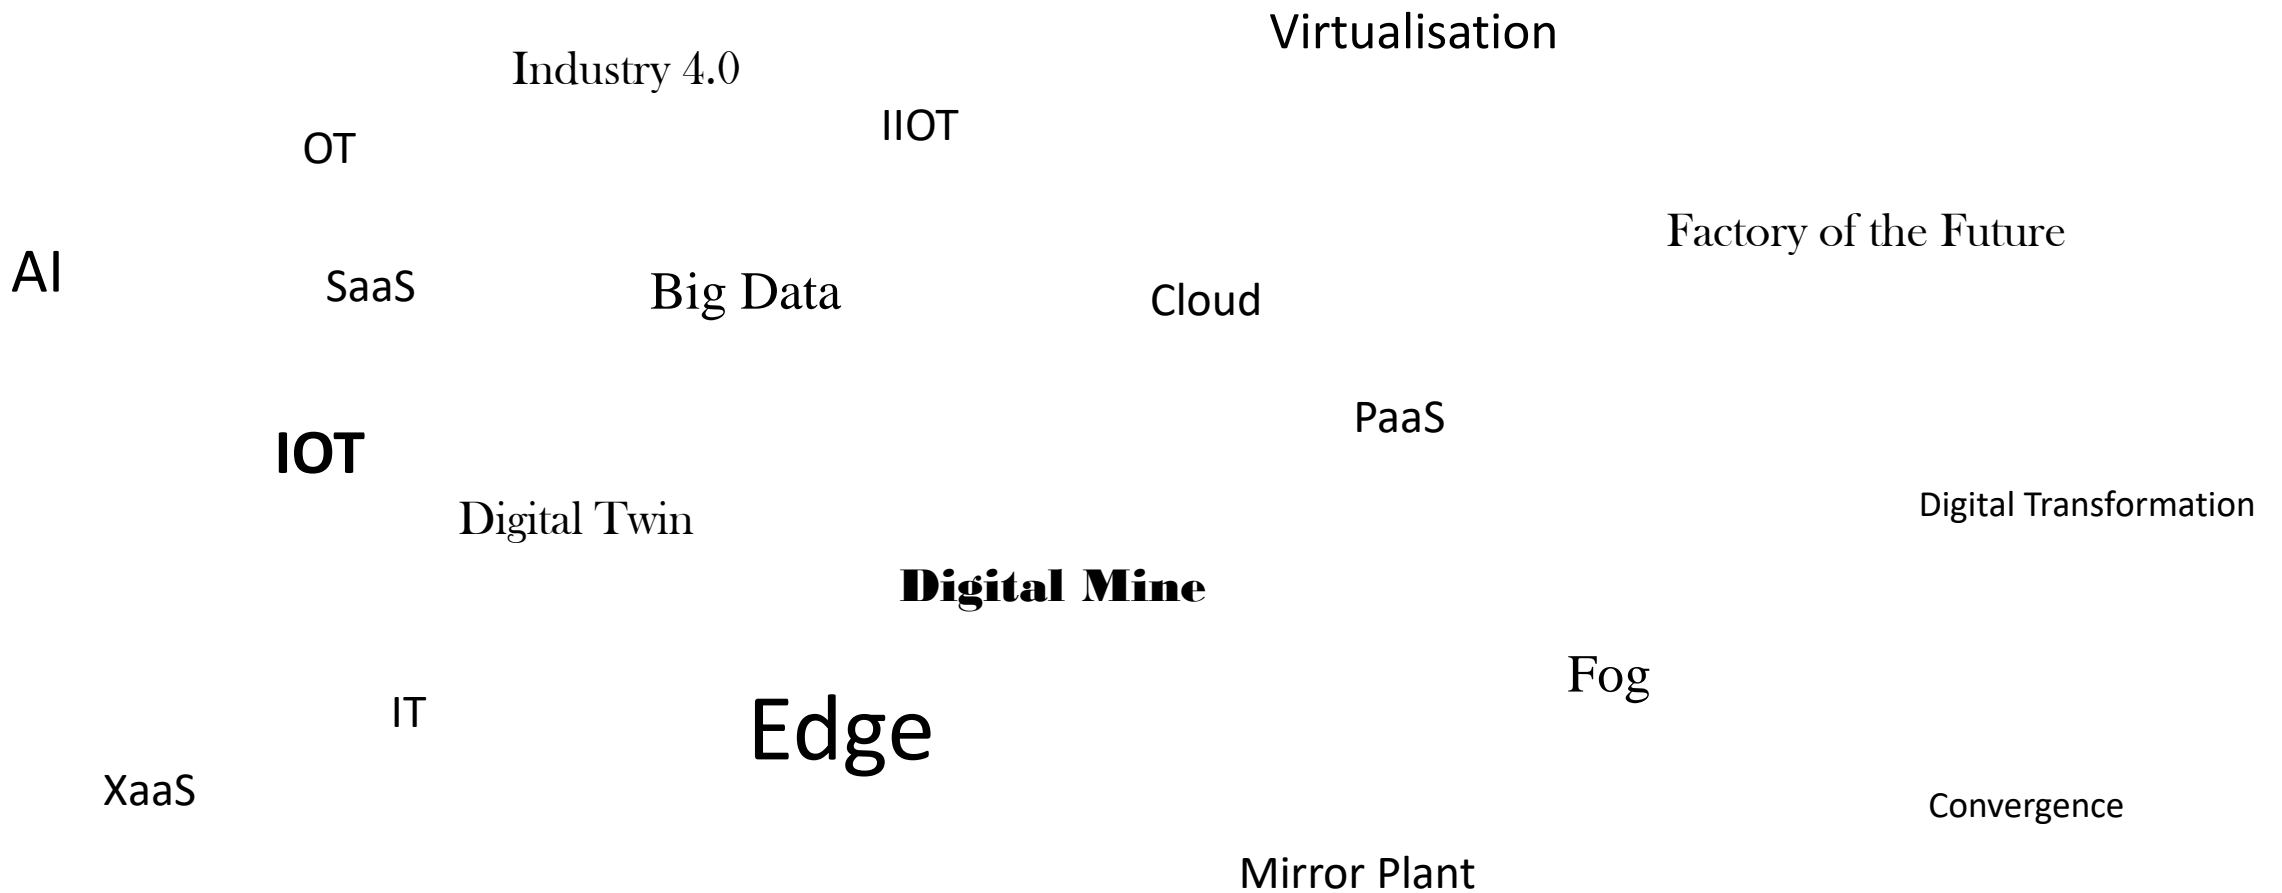 Virtualisation
Industry 4.0
IIOT
OT
Factory of the Future
AI
SaaS
Big Data
Cloud
PaaS
IOT
Digital Twin
Digital Transformation
Digital Mine
Fog
IT
Edge
XaaS
Convergence
Mirror Plant